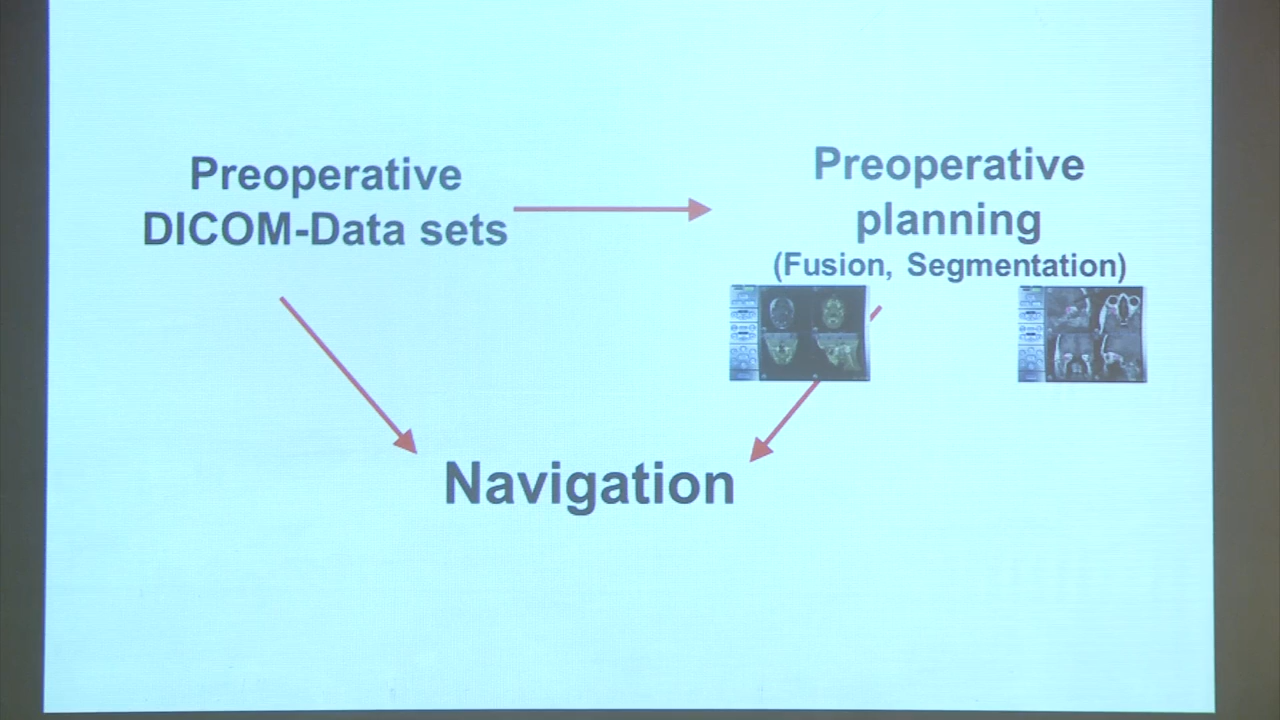 Preoperative
DICOM-Data sets
Preoperative
planning
(Fusion, Segmentation)
Navigation